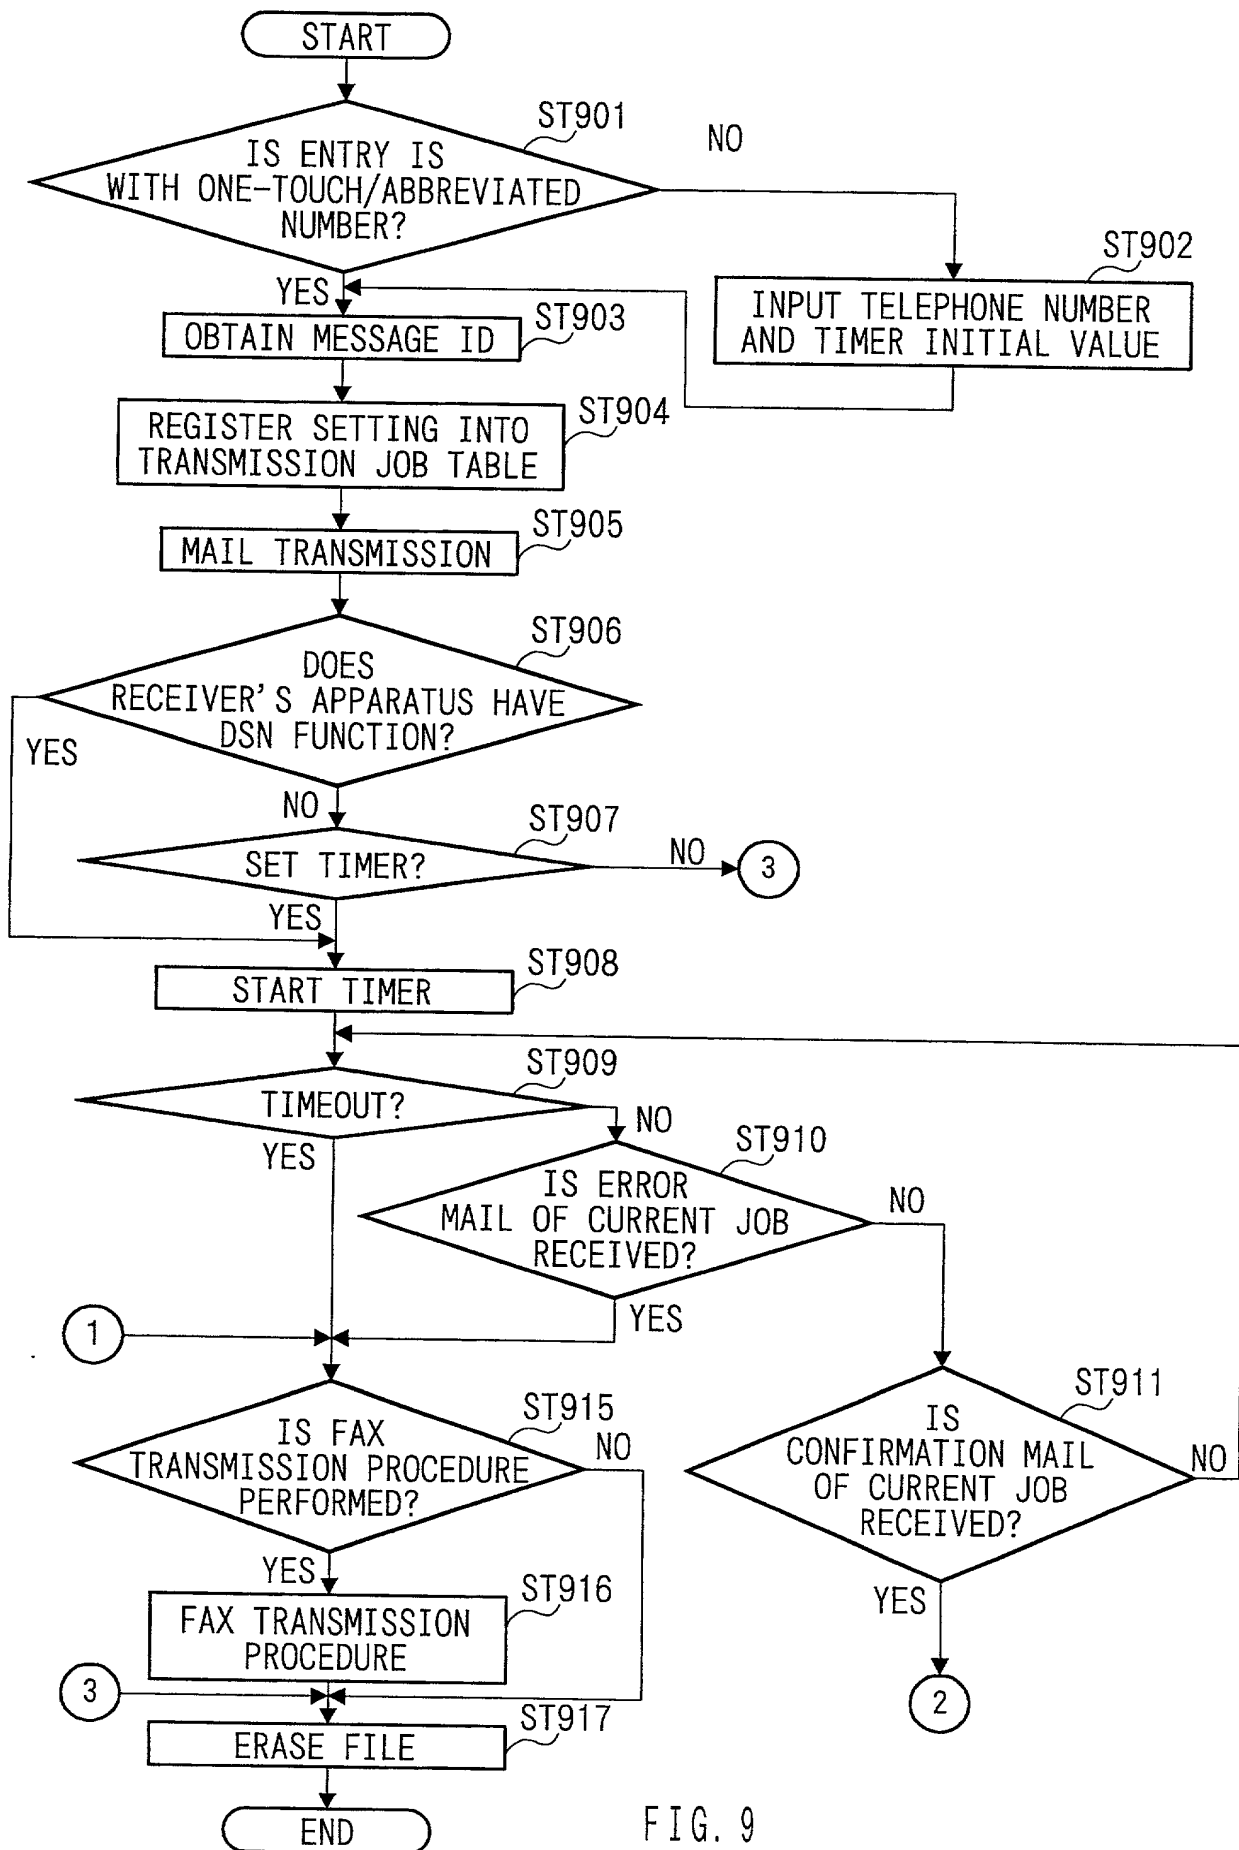 START
ST901
IS ENTRY IS
WITH ONE-TOUCH/ABBREVIATED
NUMBER?
NO
ST902
INPUT TELEPHONE NUMBER
AND TIMER INITIAL VALUE
YES
ST903
OBTAIN MESSAGE ID
ST904
REGISTER SETTING INTO
TRANSMISSION JOB TABLE
ST905
MAIL TRANSMISSION
ST906
DOES
RECEIVER'S APPARATUS HAVE
DSN FUNCTION?
YES
NO
ST907
SET TIMER?
NO
3
YES
ST908
START TIMER
ST909
TIMEOUT?
NO
YES
ST910
IS ERROR
MAIL OF CURRENT JOB
RECEIVED?
NO
YES
1
ST911
IS
CONFIRMATION MAIL
OF CURRENT JOB
RECEIVED?
NO
YES
2
ST915
IS FAX
TRANSMISSION PROCEDURE
PERFORMED?
NO
YES
ST916
FAX TRANSMISSION
PROCEDURE
3
ST917
ERASE FILE
END
FIG. 9